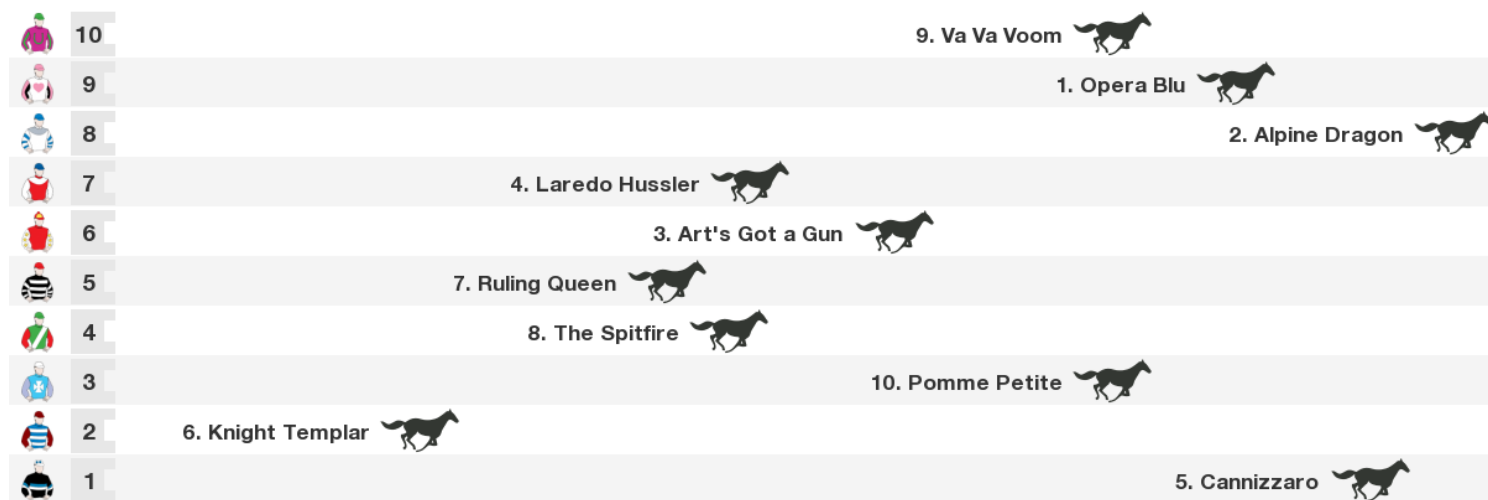 10 9. Va Va Voom
9 1. Opera Blu
8 2. Alpine Dragon
7 4. Laredo Hussler
6 3. Art's Got a Gun
5 7. Ruling Queen
4 8. The Spitfire
3 10. Pomme Petite
2 6. Knight Templar
1 5. Cannizzaro